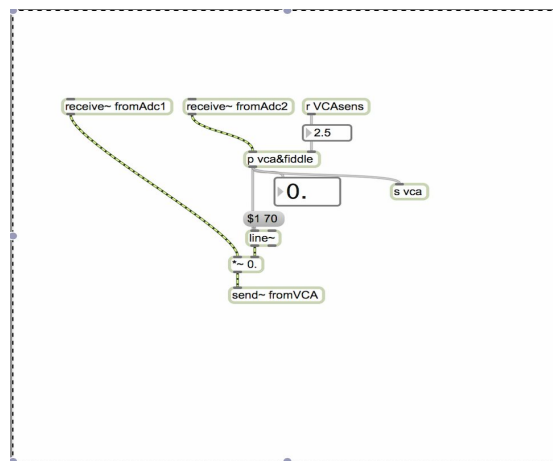 receive~ fromAdc1
receive~ fromAdc2
r VCAsens
2.5
p vca&fiddle
0.
s vca
$1 70
line~
*~ 0.
send~ fromVCA